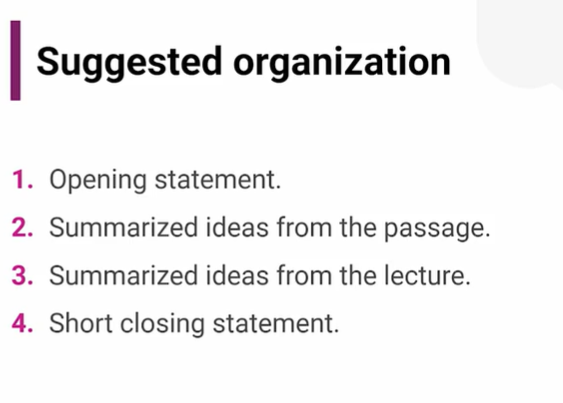 Suggested organization
1. Opening statement.
2. Summarized ideas from the passage.
3. Summarized ideas from the lecture.
4. Short closing statement.